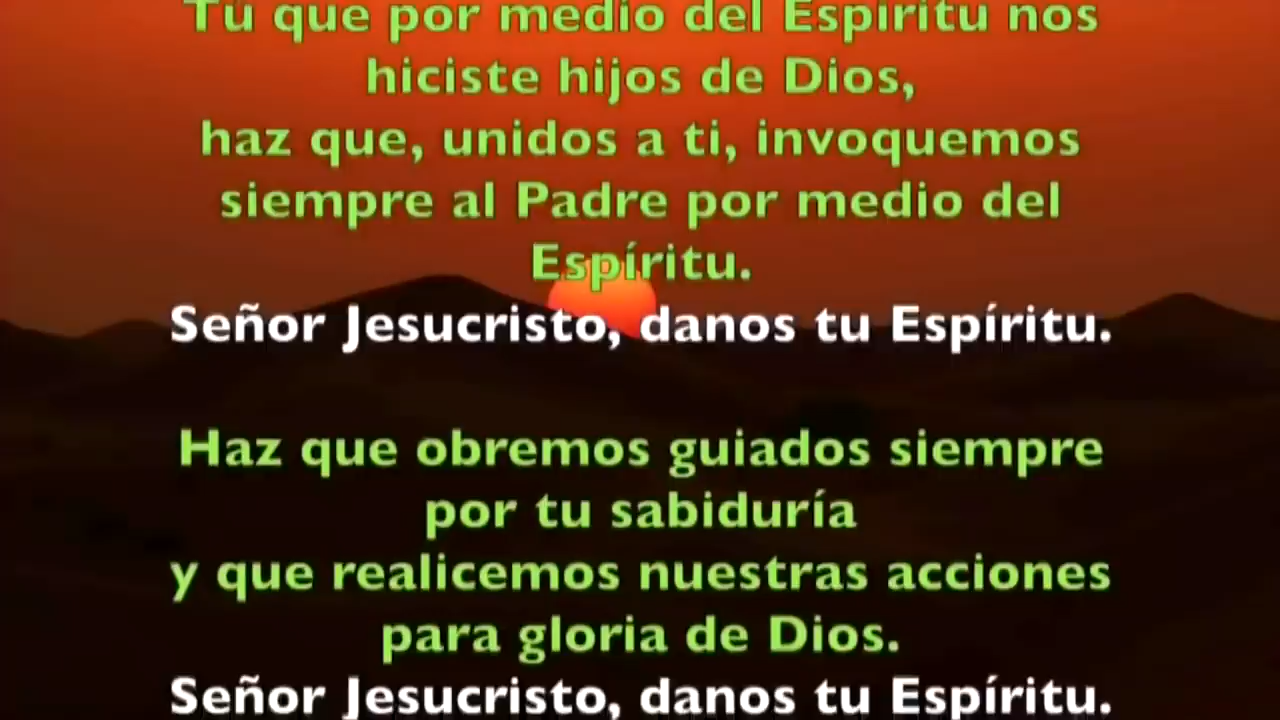 Tú que por medio del Espíritu nos
hiciste hijos de Dios,
haz que, unidos a ti, invoquemos
siempre al Padre por medio del
Espíritu.
Señor Jesucristo, danos tu Espíritu.
Haz que obremos guiados siempre
por tu sabiduría
y que realicemos nuestras acciones
para gloria de Dios.
Señor Jesucristo, danos tu Espíritu.